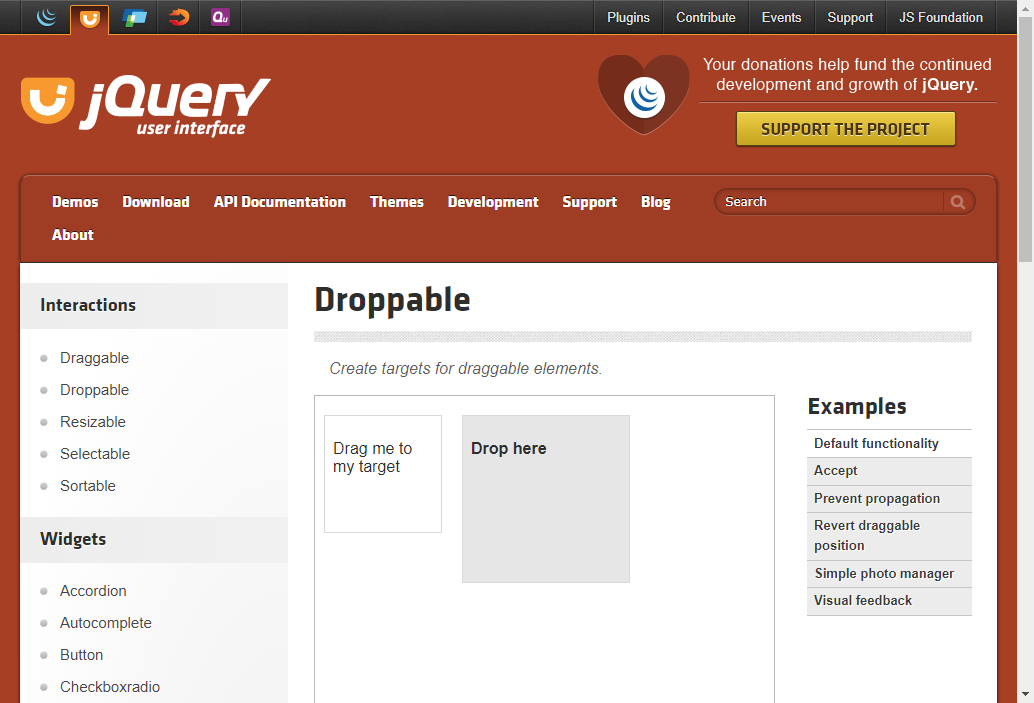 Plugins
Contribute
Events
Support
JS Foundation
Qu
jQuery
user interface
Your donations help fund the continued
development and growth of jQuery.
SUPPORT THE PROJECT
Demos
Download
API Documentation
Themes
Development
Support
Blog
Search
About
Interactions
Draggable
Droppable
Resizable
Selectable
Sortable
Widgets
Accordion
Autocomplete
Button
Checkboxradio
Droppable
Create targets for draggable elements.
Drag me to
my target
Drop here
Examples
Default functionality
Accept
Prevent propagation
Revert draggable
position
Simple photo manager
Visual feedback